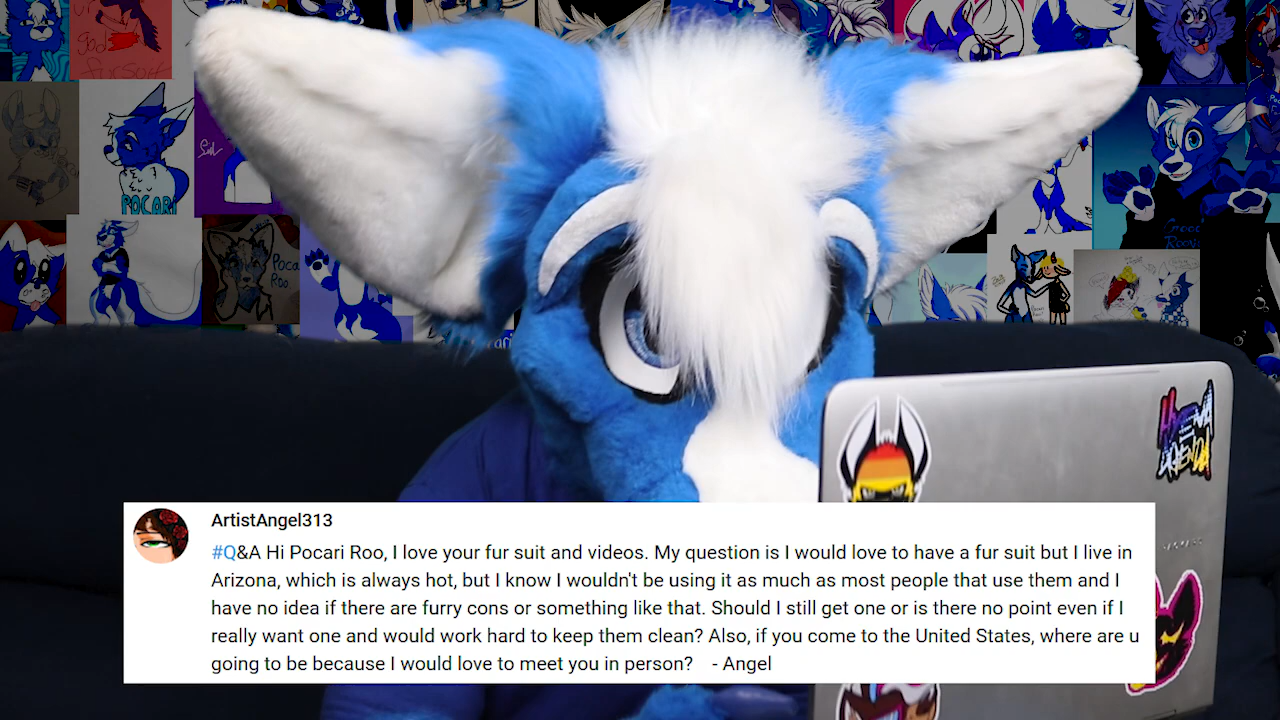 god
fursoff
POCARI
Poca
Roo
HYENA
AGENDA
ArtistAngel313
#Q&A Hi Pocari Roo, I love your fur suit and videos. My question is I would love to have a fur suit but I live in
Arizona, which is always hot, but I know I wouldn't be using it as much as most people that use them and I
have no idea if there are furry cons or something like that. Should I still get one or is there no point even if I
really want one and would work hard to keep them clean? Also, if you come to the United States, where are u
going to be because I would love to meet you in person? - Angel